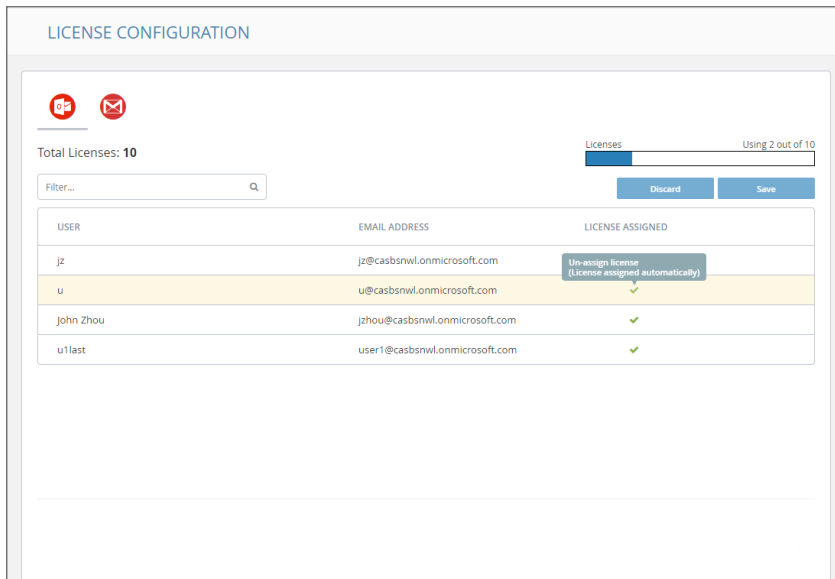 LICENSE CONFIGURATION
Total Licenses: 10
Licenses Using 2 out of 10
Filter...
Discard Save
USER EMAIL ADDRESS LICENSE ASSIGNED
jz jz@casbsnwl.onmicrosoft.com
Un-assign license
(License assigned automatically)
u u@casbsnwl.onmicrosoft.com
John Zhou jzhou@casbsnwl.onmicrosoft.com
u1last user1@casbsnwl.onmicrosoft.com